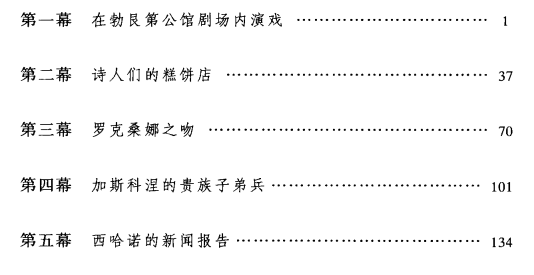 第一幕 在勃艮第公馆剧场内演戏 …………………………… 1
第二幕 诗人们的糕饼店 …………………………………… 37
第三幕 罗克桑娜之吻 …………………………………… 70
第四幕 加斯科涅的贵族子弟兵 …………………………… 101
第五幕 西哈诺的新闻报告 ………………………………… 134